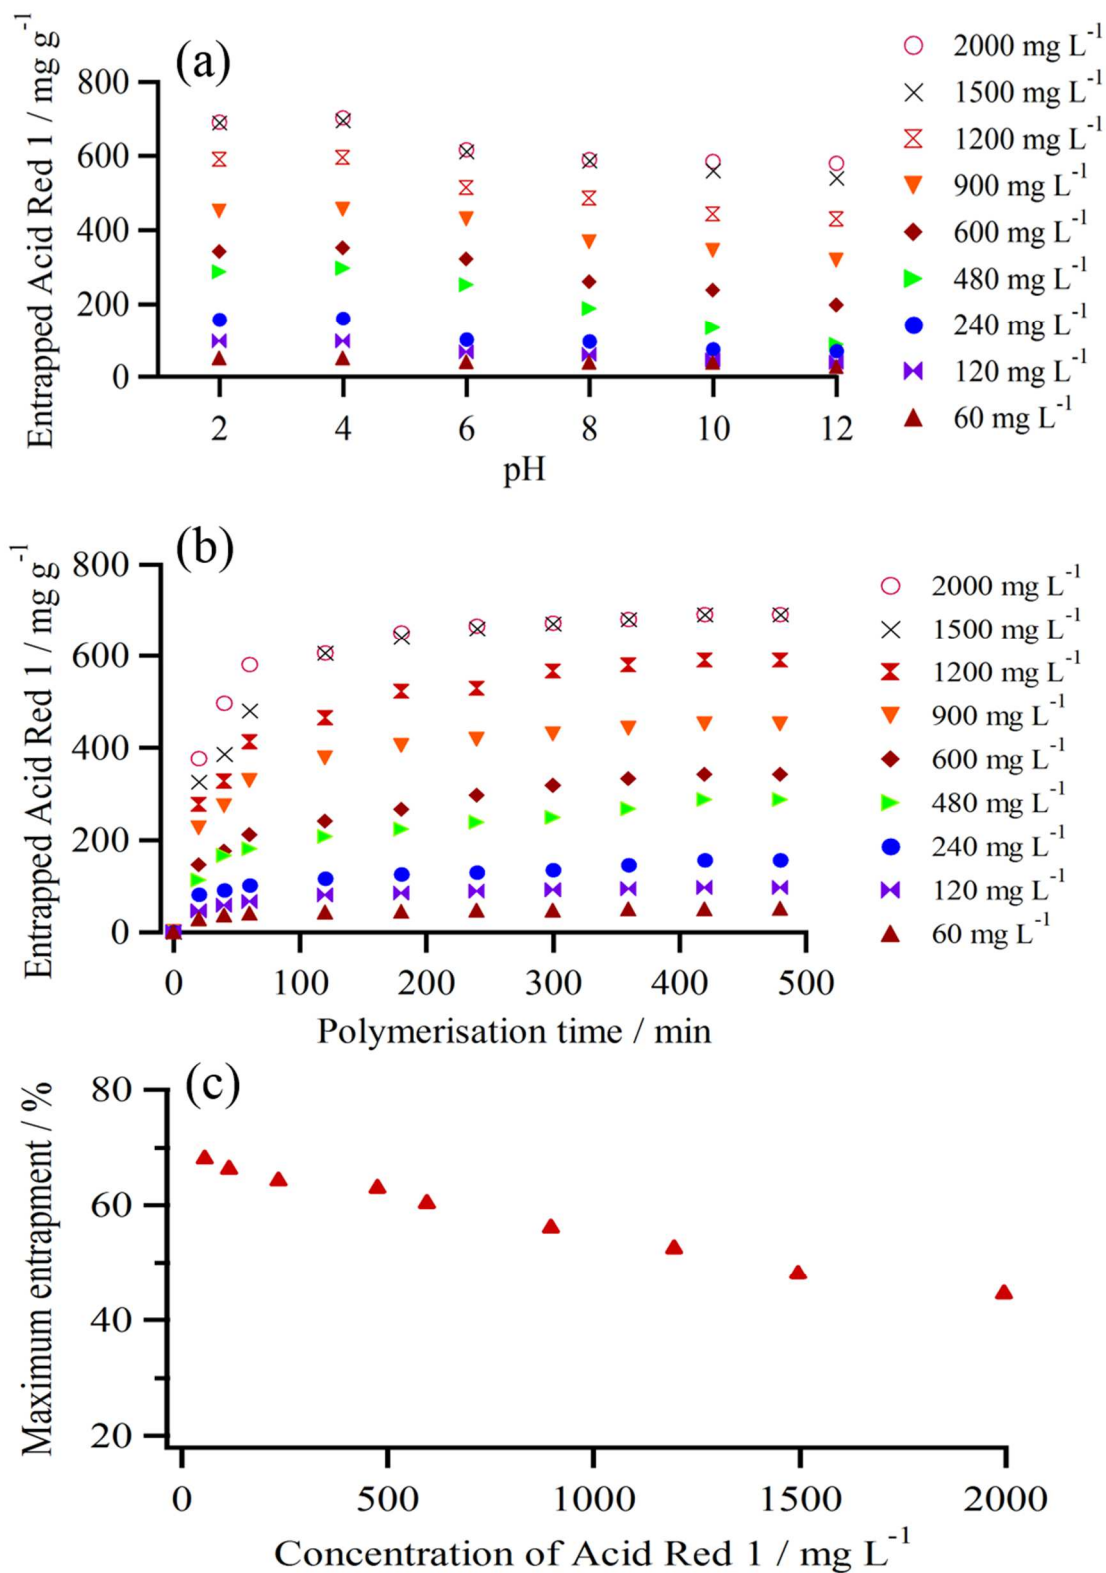 (a)
Entrapped Acid Red 1 / mg g⁻¹
800
600
400
200
0
2 4 6 8 10 12
pH
2000 mg L⁻¹
1500 mg L⁻¹
1200 mg L⁻¹
900 mg L⁻¹
600 mg L⁻¹
480 mg L⁻¹
240 mg L⁻¹
120 mg L⁻¹
60 mg L⁻¹
(b)
Entrapped Acid Red 1 / mg g⁻¹
800
600
400
200
0
0 100 200 300 400 500
Polymerisation time / min
2000 mg L⁻¹
1500 mg L⁻¹
1200 mg L⁻¹
900 mg L⁻¹
600 mg L⁻¹
480 mg L⁻¹
240 mg L⁻¹
120 mg L⁻¹
60 mg L⁻¹
(c)
Maximum entrapment / %
80
60
40
20
0 500 1000 1500 2000
Concentration of Acid Red 1 / mg L⁻¹